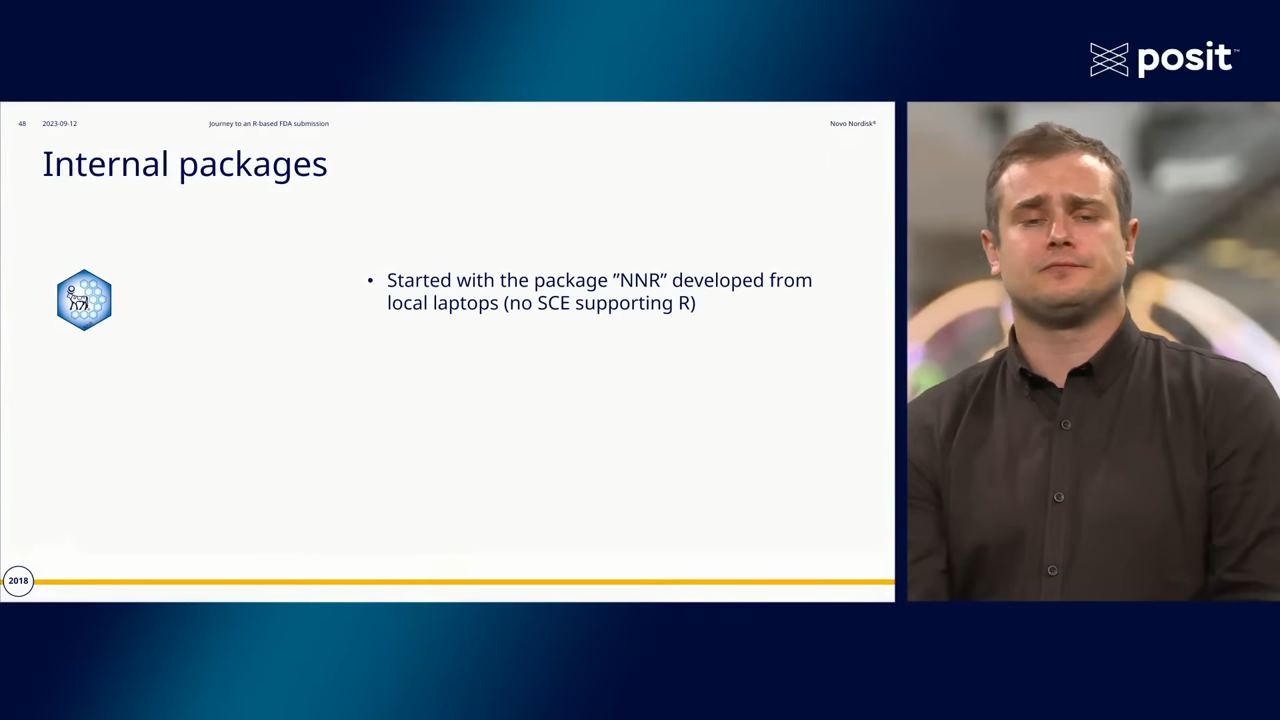 posit™
48 2023-09-12 Journey to an R-based FDA submission Novo Nordisk®
Internal packages
• Started with the package ”NNR” developed from
local laptops (no SCE supporting R)
2018